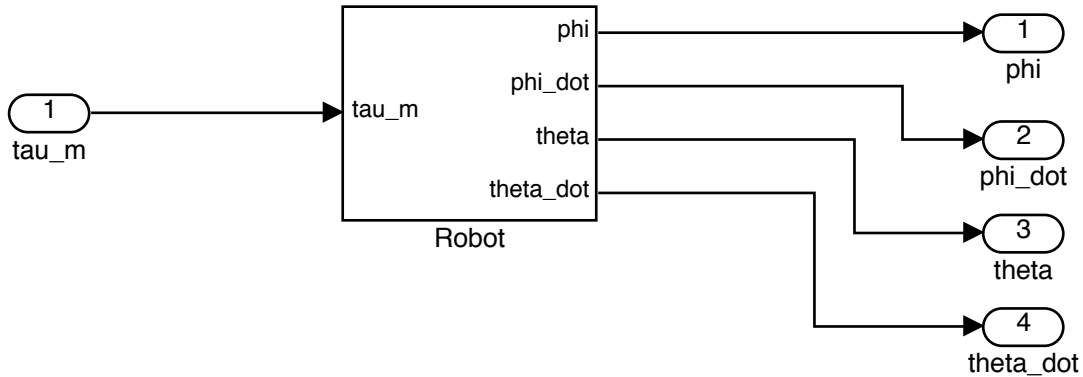 1
tau_m
tau_m
phi
phi_dot
theta
theta_dot
Robot
1
phi
2
phi_dot
3
theta
4
theta_dot